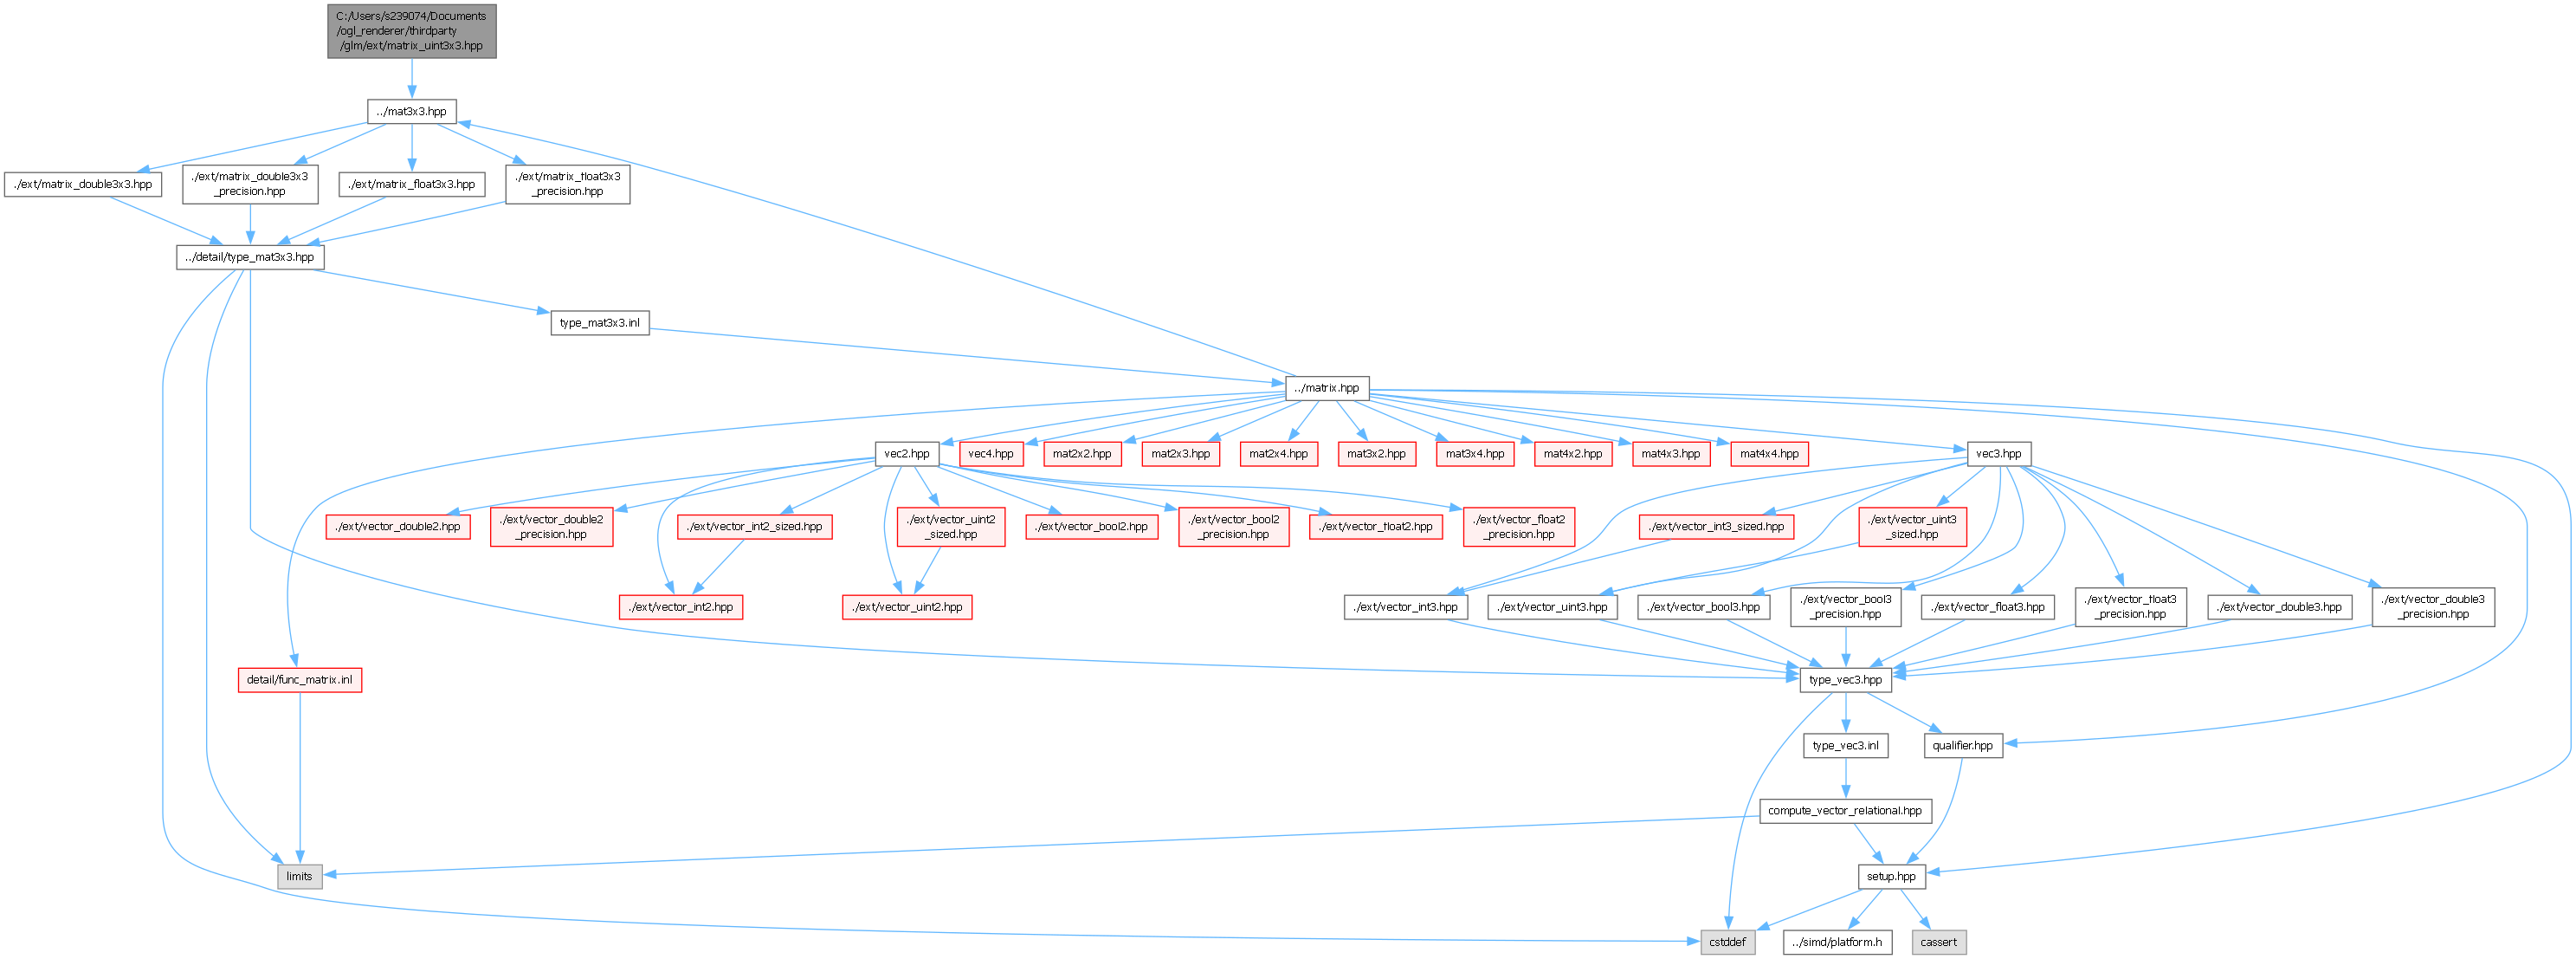 C:/Users/s239074/Documents
/ogl_renderer/thirdparty
/glm/ext/matrix_uint3x3.hpp
../mat3x3.hpp
./ext/matrix_double3x3.hpp
./ext/matrix_double3x3
_precision.hpp
./ext/matrix_float3x3.hpp
./ext/matrix_float3x3
_precision.hpp
../detail/type_mat3x3.hpp
type_mat3x3.inl
../matrix.hpp
vec2.hpp
vec4.hpp
mat2x2.hpp
mat2x3.hpp
mat2x4.hpp
mat3x2.hpp
mat3x4.hpp
mat4x2.hpp
mat4x3.hpp
mat4x4.hpp
vec3.hpp
./ext/vector_double2.hpp
./ext/vector_double2
_precision.hpp
./ext/vector_int2_sized.hpp
./ext/vector_uint2
_sized.hpp
./ext/vector_bool2.hpp
./ext/vector_bool2
_precision.hpp
./ext/vector_float2.hpp
./ext/vector_float2
_precision.hpp
./ext/vector_int3_sized.hpp
./ext/vector_uint3
_sized.hpp
./ext/vector_int2.hpp
./ext/vector_uint2.hpp
./ext/vector_int3.hpp
./ext/vector_uint3.hpp
./ext/vector_bool3.hpp
./ext/vector_bool3
_precision.hpp
./ext/vector_float3.hpp
./ext/vector_float3
_precision.hpp
./ext/vector_double3.hpp
./ext/vector_double3
_precision.hpp
detail/func_matrix.inl
type_vec3.hpp
type_vec3.inl
qualifier.hpp
compute_vector_relational.hpp
limits
setup.hpp
cstddef
../simd/platform.h
cassert